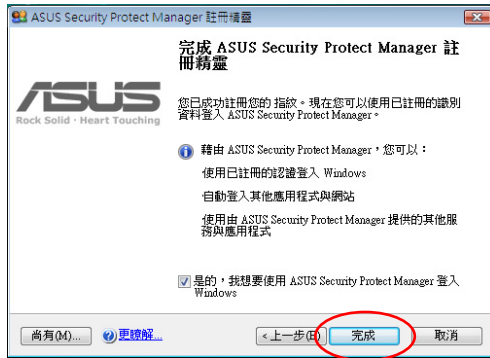 ASUS Security Protect Manager 註冊精靈
完成 ASUS Security Protect Manager 註
冊精靈
ASUS
Rock Solid · Heart Touching
您已成功註冊您的 指紋。現在您可以使用已註冊的識別
資料登入 ASUS Security Protect Manager。
藉由 ASUS Security Protect Manager，您可以：
使用已註冊的認證登入 Windows
自動登入其他應用程式與網站
使用由 ASUS Security Protect Manager 提供的其他服
務與應用程式
是的，我想要使用 ASUS Security Protect Manager 登入
Windows
尚有(M)... 更瞭解... <上一步(B) 完成 取消